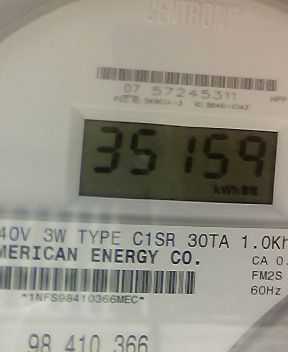 CENTRON®
07 57245311
35159
kWh
40V 3W TYPE C1SR 30TA 1.0Kh
MERICAN ENERGY CO.
CA 0.
FM2S
60Hz
*1NFS98410366MEC*
98 410 366